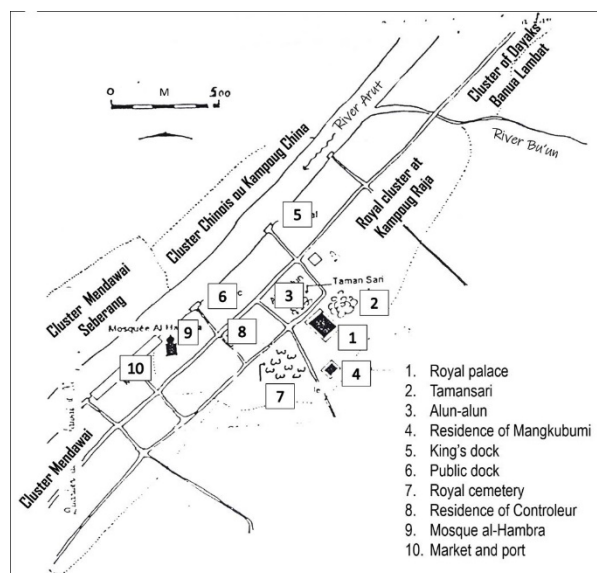 Cluster of Dayaks
Banua Lambat
0 M 500
River Arut
River Bu'un
Cluster Chinois ou Kampoug China
Royal cluster at
Kampoug Raja
5
Cluster Mendawai
Seberang
6
3
Taman Sari
2
Mosquée Al Ha
9
8
1
10
4
7
Cluster Mendawai
1. Royal palace
2. Tamansari
3. Alun-alun
4. Residence of Mangkubumi
5. King's dock
6. Public dock
7. Royal cemetery
8. Residence of Controleur
9. Mosque al-Hambra
10. Market and port